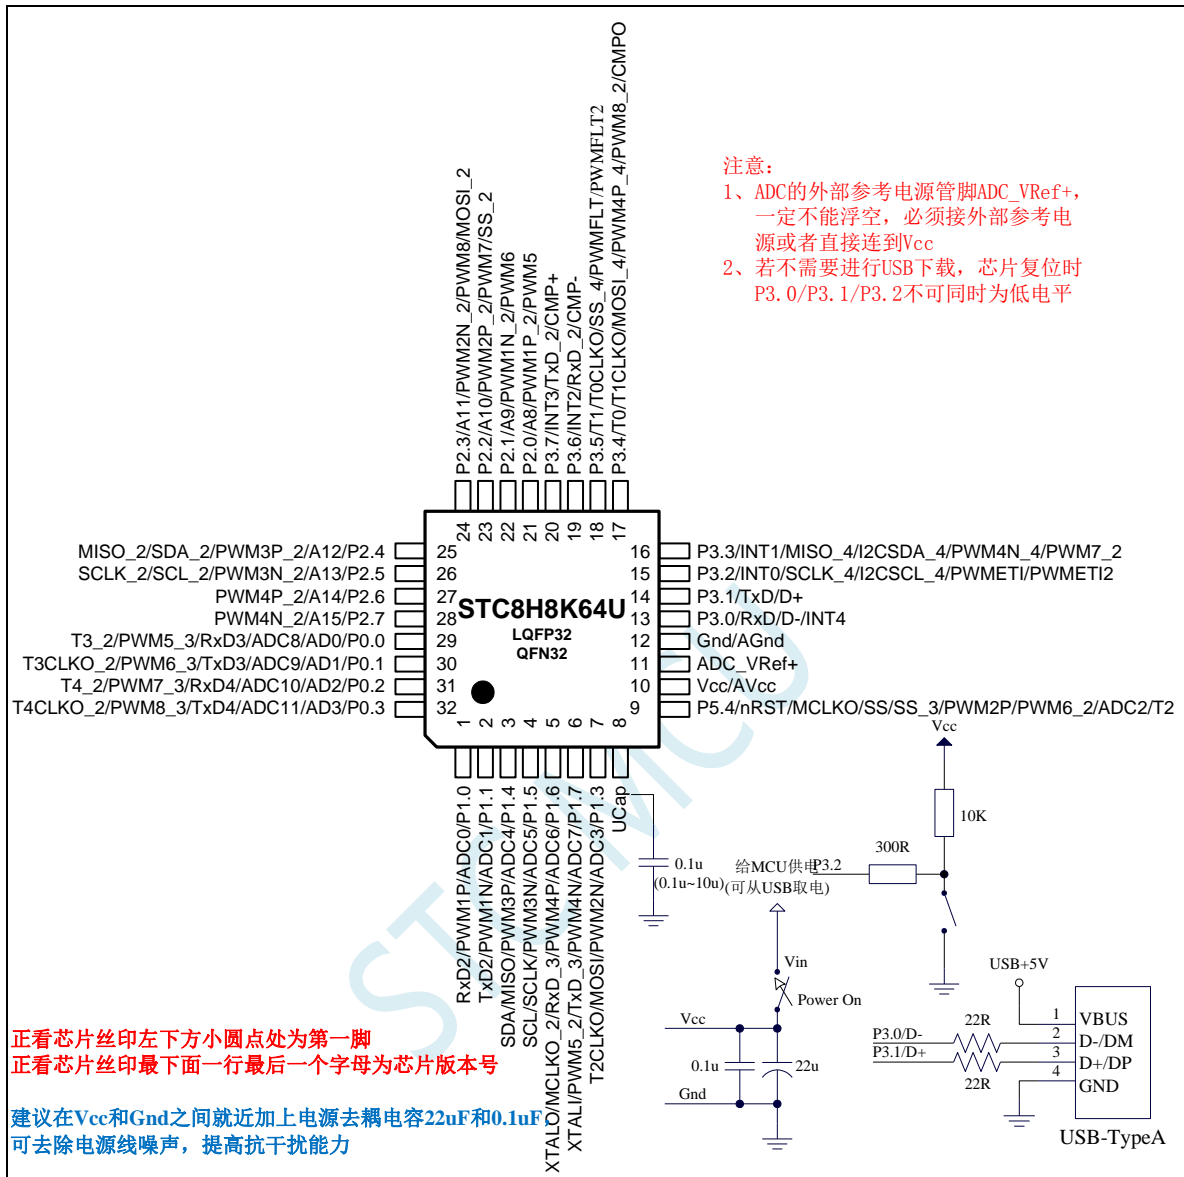 注意：
1、ADC的外部参考电源管脚ADC_VRef+，
一定不能浮空，必须接外部参考电
源或者直接连到Vcc
2、若不需要进行USB下载，芯片复位时
P3.0/P3.1/P3.2不可同时为低电平
P2.3/A11/PWM2N_2/PWM8/MOSI_2
P2.2/A10/PWM2P_2/PWM7/SS_2
P2.1/A9/PWM1N_2/PWM6
P2.0/A8/PWM1P_2/PWM5
P3.7/INT3/TxD_2/CMP+
P3.6/INT2/RxD_2/CMP-
P3.5/T1/T0CLKO/SS_4/PWMFLT/PWMFLT2
P3.4/T0/T1CLKO/MOSI_4/PWM4P_4/PWM8_2/CMPO
24
23
22
21
20
19
18
17
MISO_2/SDA_2/PWM3P_2/A12/P2.4
SCLK_2/SCL_2/PWM3N_2/A13/P2.5
PWM4P_2/A14/P2.6
PWM4N_2/A15/P2.7
T3_2/PWM5_3/RxD3/ADC8/AD0/P0.0
T3CLKO_2/PWM6_3/TxD3/ADC9/AD1/P0.1
T4_2/PWM7_3/RxD4/ADC10/AD2/P0.2
T4CLKO_2/PWM8_3/TxD4/ADC11/AD3/P0.3
25
26
27
28
29
30
31
32
STC8H8K64U
LQFP32
QFN32
16
15
14
13
12
11
10
9
P3.3/INT1/MISO_4/I2CSDA_4/PWM4N_4/PWM7_2
P3.2/INT0/SCLK_4/I2CSCL_4/PWMETI/PWMETI2
P3.1/TxD/D+
P3.0/RxD/D-/INT4
Gnd/AGnd
ADC_VRef+
Vcc/AVcc
P5.4/nRST/MCLKO/SS/SS_3/PWM2P/PWM6_2/ADC2/T2
1
2
3
4
5
6
7
8
RxD2/PWM1P/ADC0/P1.0
TxD2/PWM1N/ADC1/P1.1
SDA/MISO/PWM3P/ADC4/P1.4
SCL/SCLK/PWM3N/ADC5/P1.5
XTALO/MCLKO_2/RxD_3/PWM4P/ADC6/P1.6
XTALI/PWM5_2/TxD_3/PWM4N/ADC7/P1.7
T2CLKO/MOSI/PWM2N/ADC3/P1.3
UCap
0.1u
(0.1u~10u)
Vcc
10K
300R
P3.2
给MCU供电
(可从USB取电)
Vin
Power On
Vcc
0.1u
22u
Gnd
USB+5V
P3.0/D-
P3.1/D+
22R
22R
1
2
3
4
VBUS
D-/DM
D+/DP
GND
USB-TypeA
正看芯片丝印左下方小圆点处为第一脚
正看芯片丝印最下面一行最后一个字母为芯片版本号
建议在Vcc和Gnd之间就近加上电源去耦电容22uF和0.1uF，
可去除电源线噪声，提高抗干扰能力
STC MCU